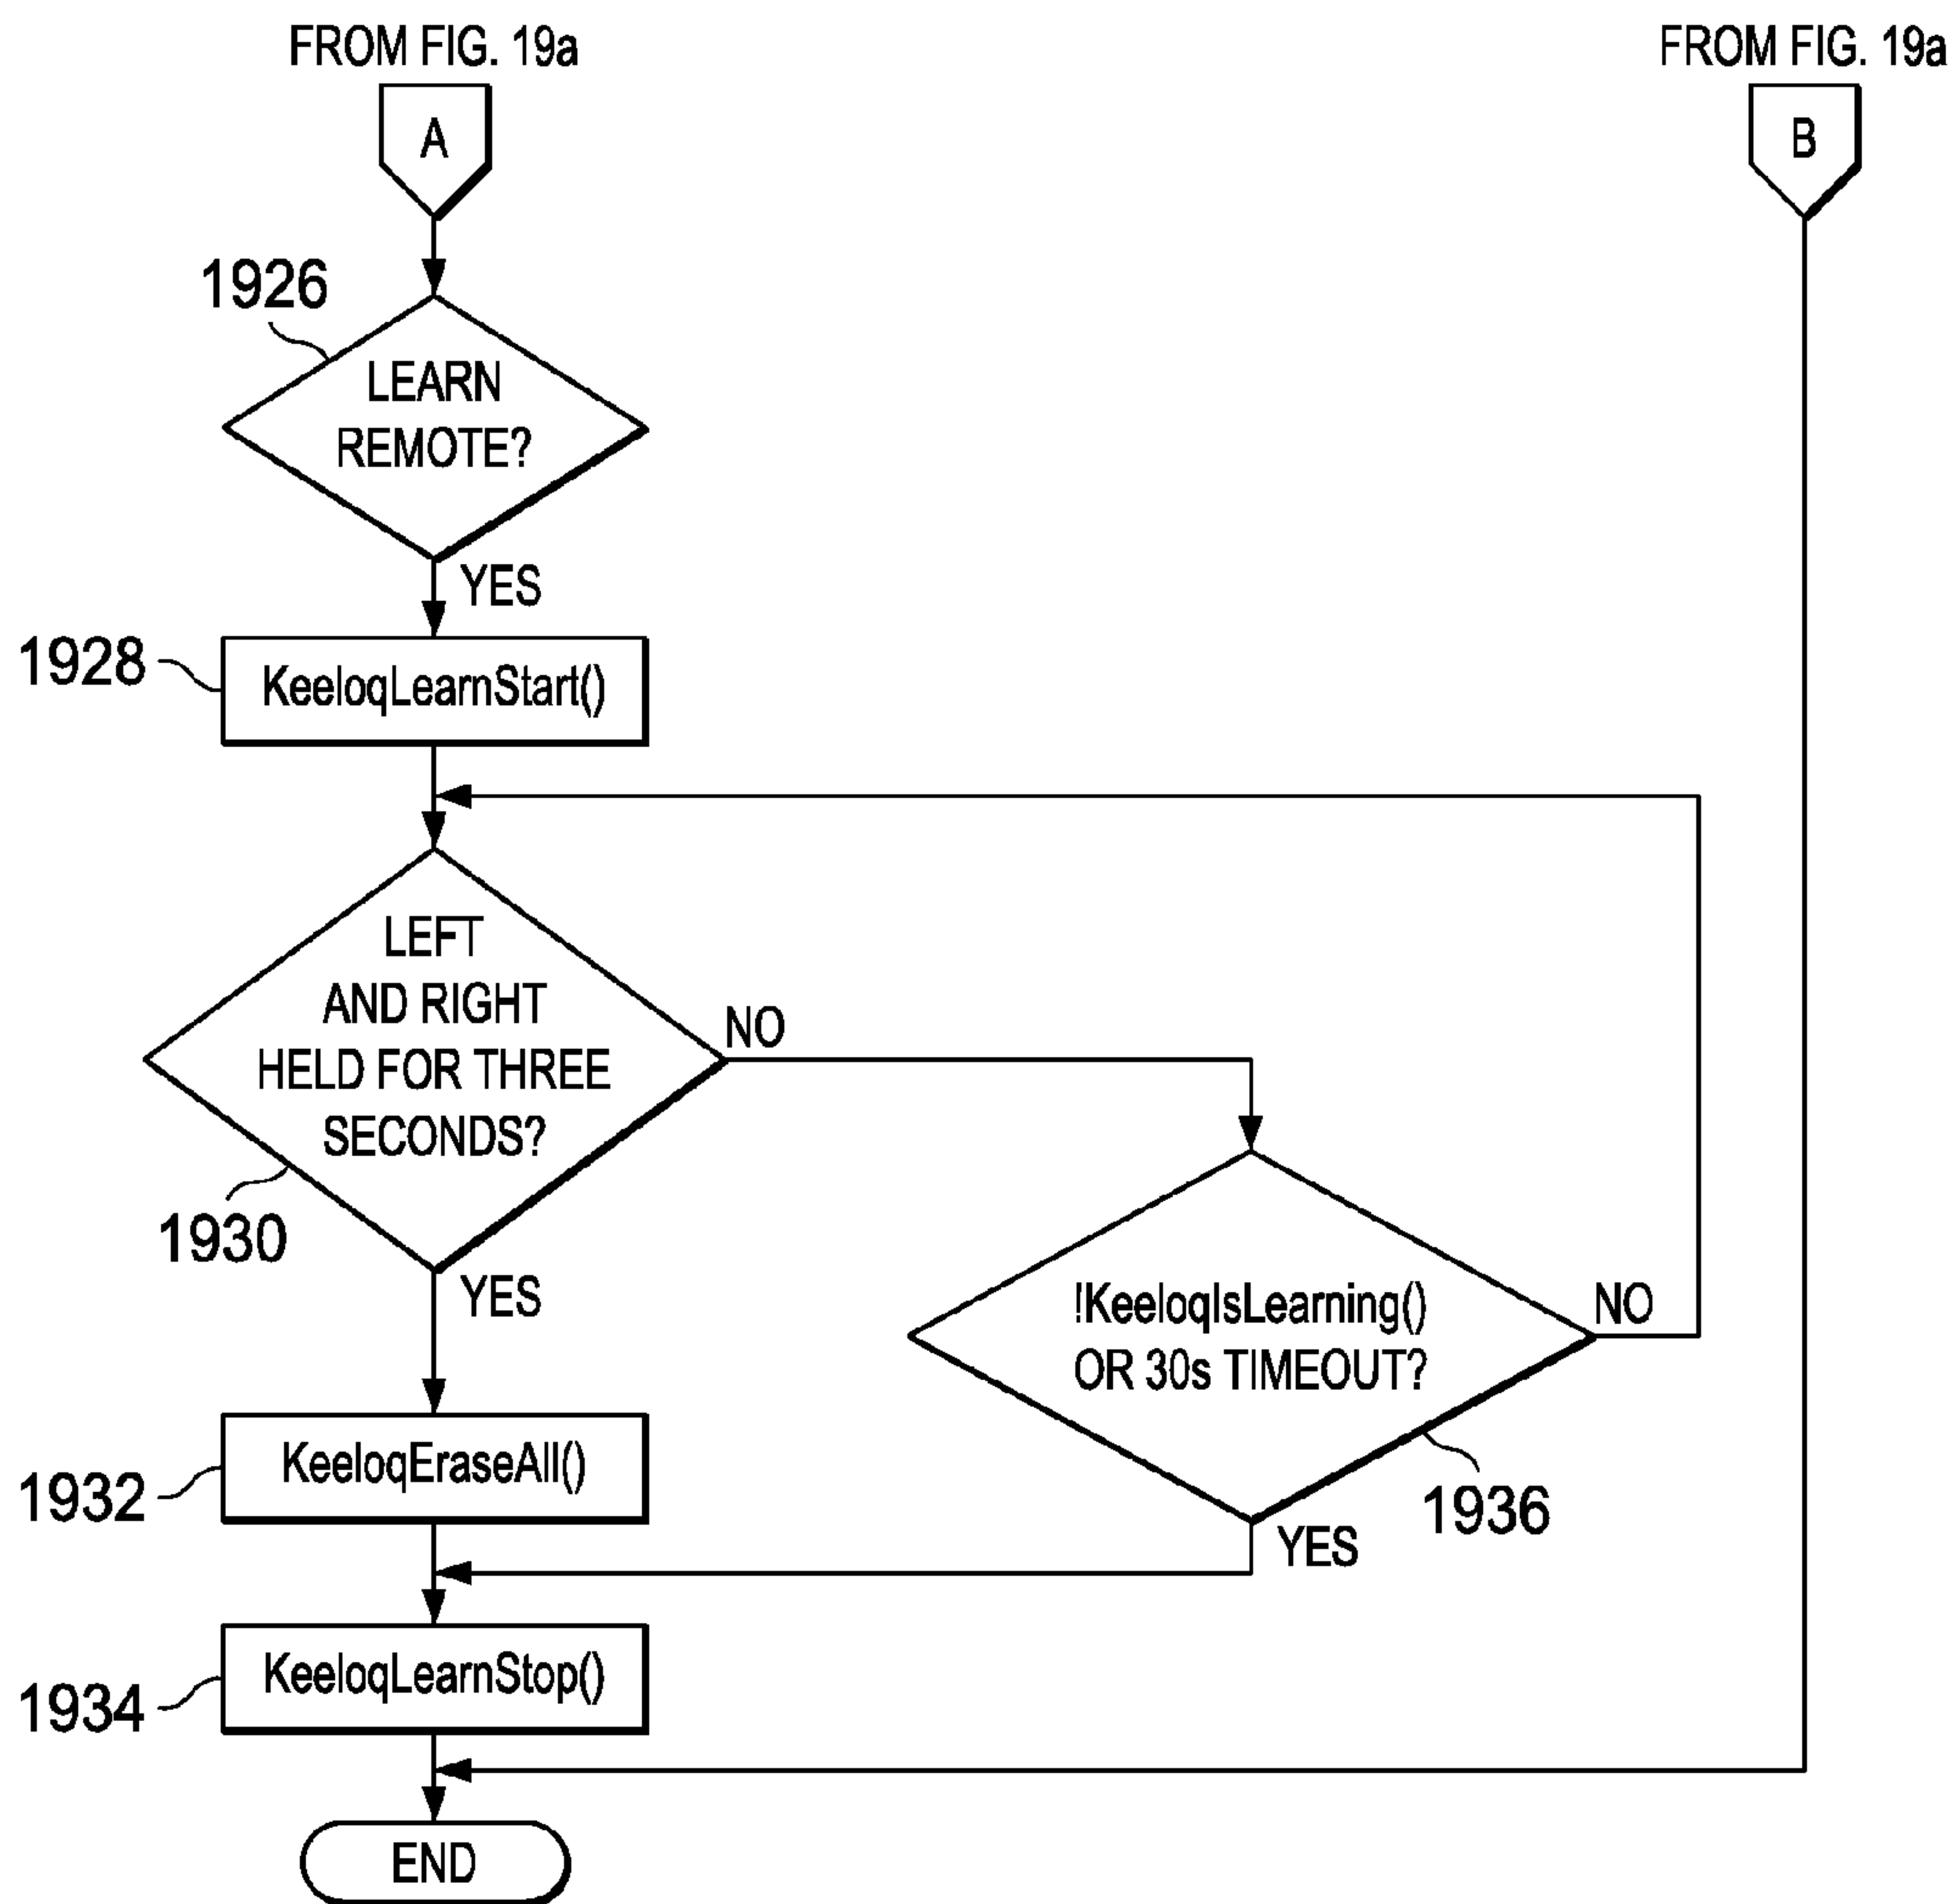 FROM FIG. 19a
FROM FIG. 19a
A
B
1926
LEARN
REMOTE?
YES
1928
KeeloqLearnStart()
LEFT
AND RIGHT
HELD FOR THREE
SECONDS?
NO
1930
YES
!KeeloqIsLearning()
OR 30s TIMEOUT?
NO
1936
YES
1932
KeeloqEraseAll()
1934
KeeloqLearnStop()
END